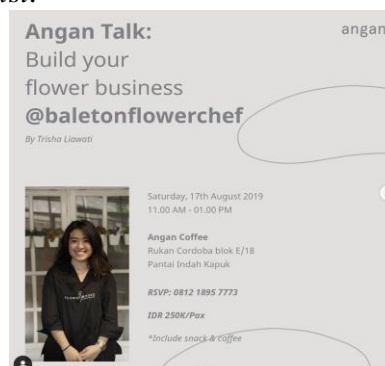 Angan Talk:
angan
Build your
flower business
@baletonflowerchef
By Trisha Liawati
Saturday, 17th August 2019
11.00 AM - 01.00 PM
Angan Coffee
Rukan Cordoba blok E/18
Pantai Indah Kapuk
RSVP: 0812 1895 7773
IDR 250K/Pax
*Include snack & coffee